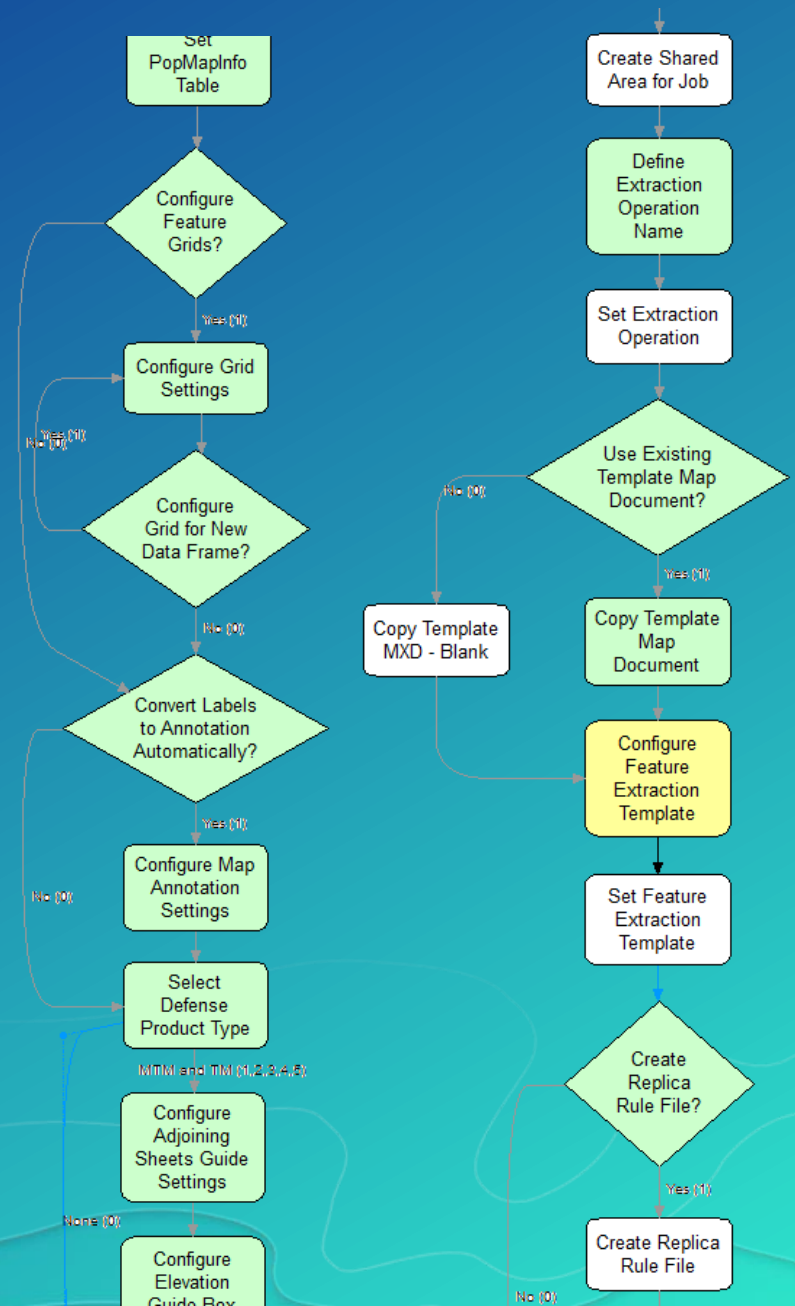 Set
PopMapInfo
Table
Configure
Feature
Grids?
Yes (1)
Configure Grid
Settings
Yes (1)
No (0)
Configure
Grid for New
Data Frame?
No (0)
Convert Labels
to Annotation
Automatically?
Yes (1)
Configure Map
Annotation
Settings
No (0)
Select
Defense
Product Type
MTM and TM (1,2,3,4,5)
Configure
Adjoining
Sheets Guide
Settings
None (0)
Configure
Elevation
Guide Box
Create Shared
Area for Job
Define
Extraction
Operation
Name
Set Extraction
Operation
Use Existing
Template Map
Document?
No (0)
Yes (1)
Copy Template
MXD - Blank
Copy Template
Map
Document
Configure
Feature
Extraction
Template
Set Feature
Extraction
Template
Create
Replica
Rule File?
Yes (1)
Create Replica
Rule File
No (0)